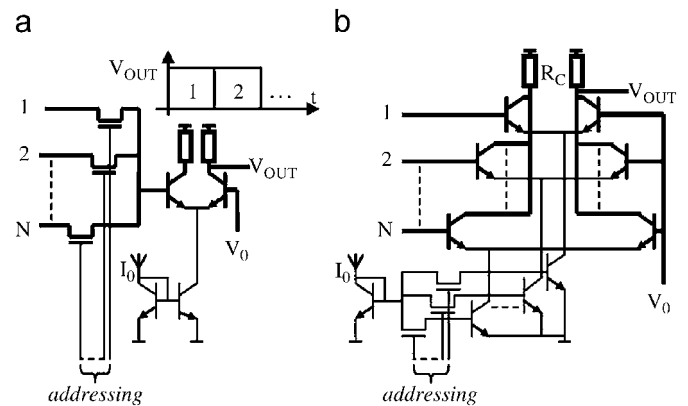 a
V_OUT
1
2
...
t
1
2
N
V_OUT
V_0
I_0
addressing
b
R_C
V_OUT
1
2
N
I_0
V_0
addressing